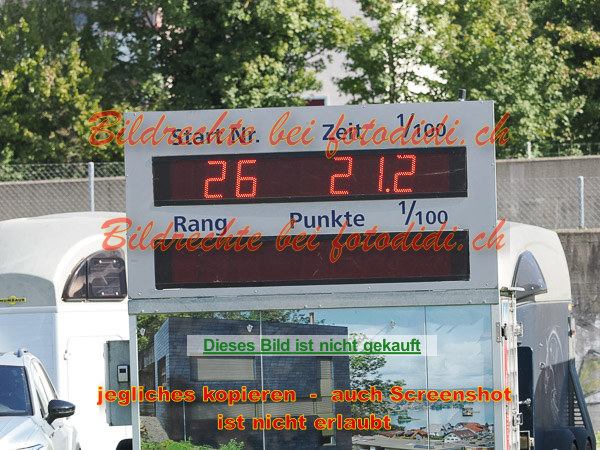 Bildrechte bei fotodidi.ch
Start Nr. Zeit 1/100
26 21.2
Rang Punkte 1/100
Bildrechte bei fotodidi.ch
Dieses Bild ist nicht gekauft
jegliches kopieren - auch Screenshot
ist nicht erlaubt